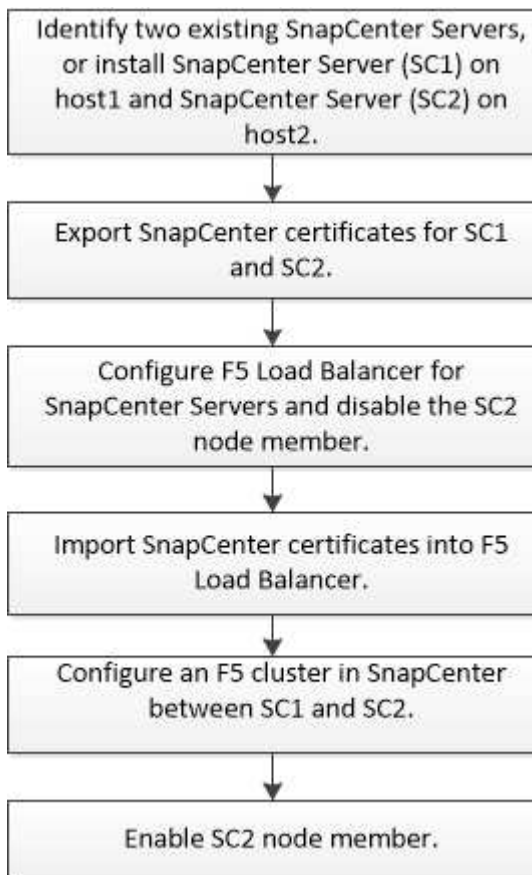 Identify two existing SnapCenter Servers,
or install SnapCenter Server (SC1) on
host1 and SnapCenter Server (SC2) on
host2.
Export SnapCenter certificates for SC1
and SC2.
Configure F5 Load Balancer for
SnapCenter Servers and disable the SC2
node member.
Import SnapCenter certificates into F5
Load Balancer.
Configure an F5 cluster in SnapCenter
between SC1 and SC2.
Enable SC2 node member.